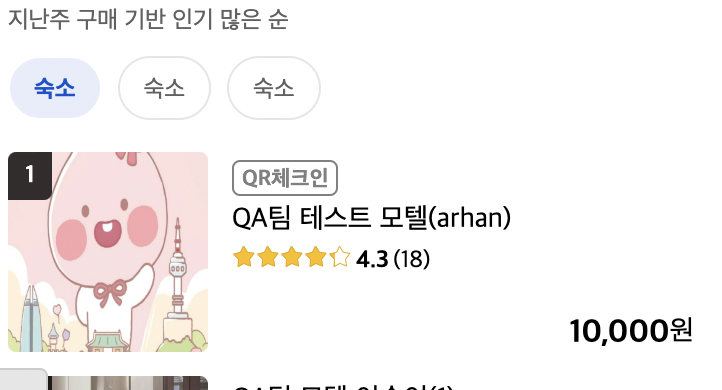 지난주 구매 기반 인기 많은 순
숙소 숙소 숙소
1
QR체크인
QA팀 테스트 모텔(arhan)
4.3 (18)
10,000원